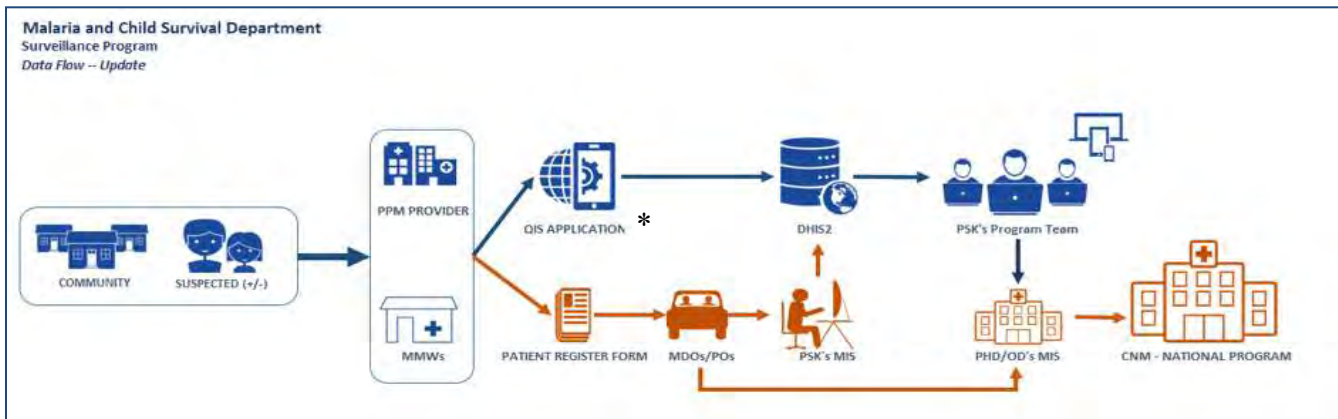 Malaria and Child Survival Department
Surveillance Program
Data Flow -- Update
PPM PROVIDER
QIS APPLICATION *
DHIS2
PSK's Program Team
COMMUNITY
SUSPECTED (+/-)
MMWs
PATIENT REGISTER FORM
MDOs/POs
PSK's MIS
PHD/OD's MIS
CNM - NATIONAL PROGRAM